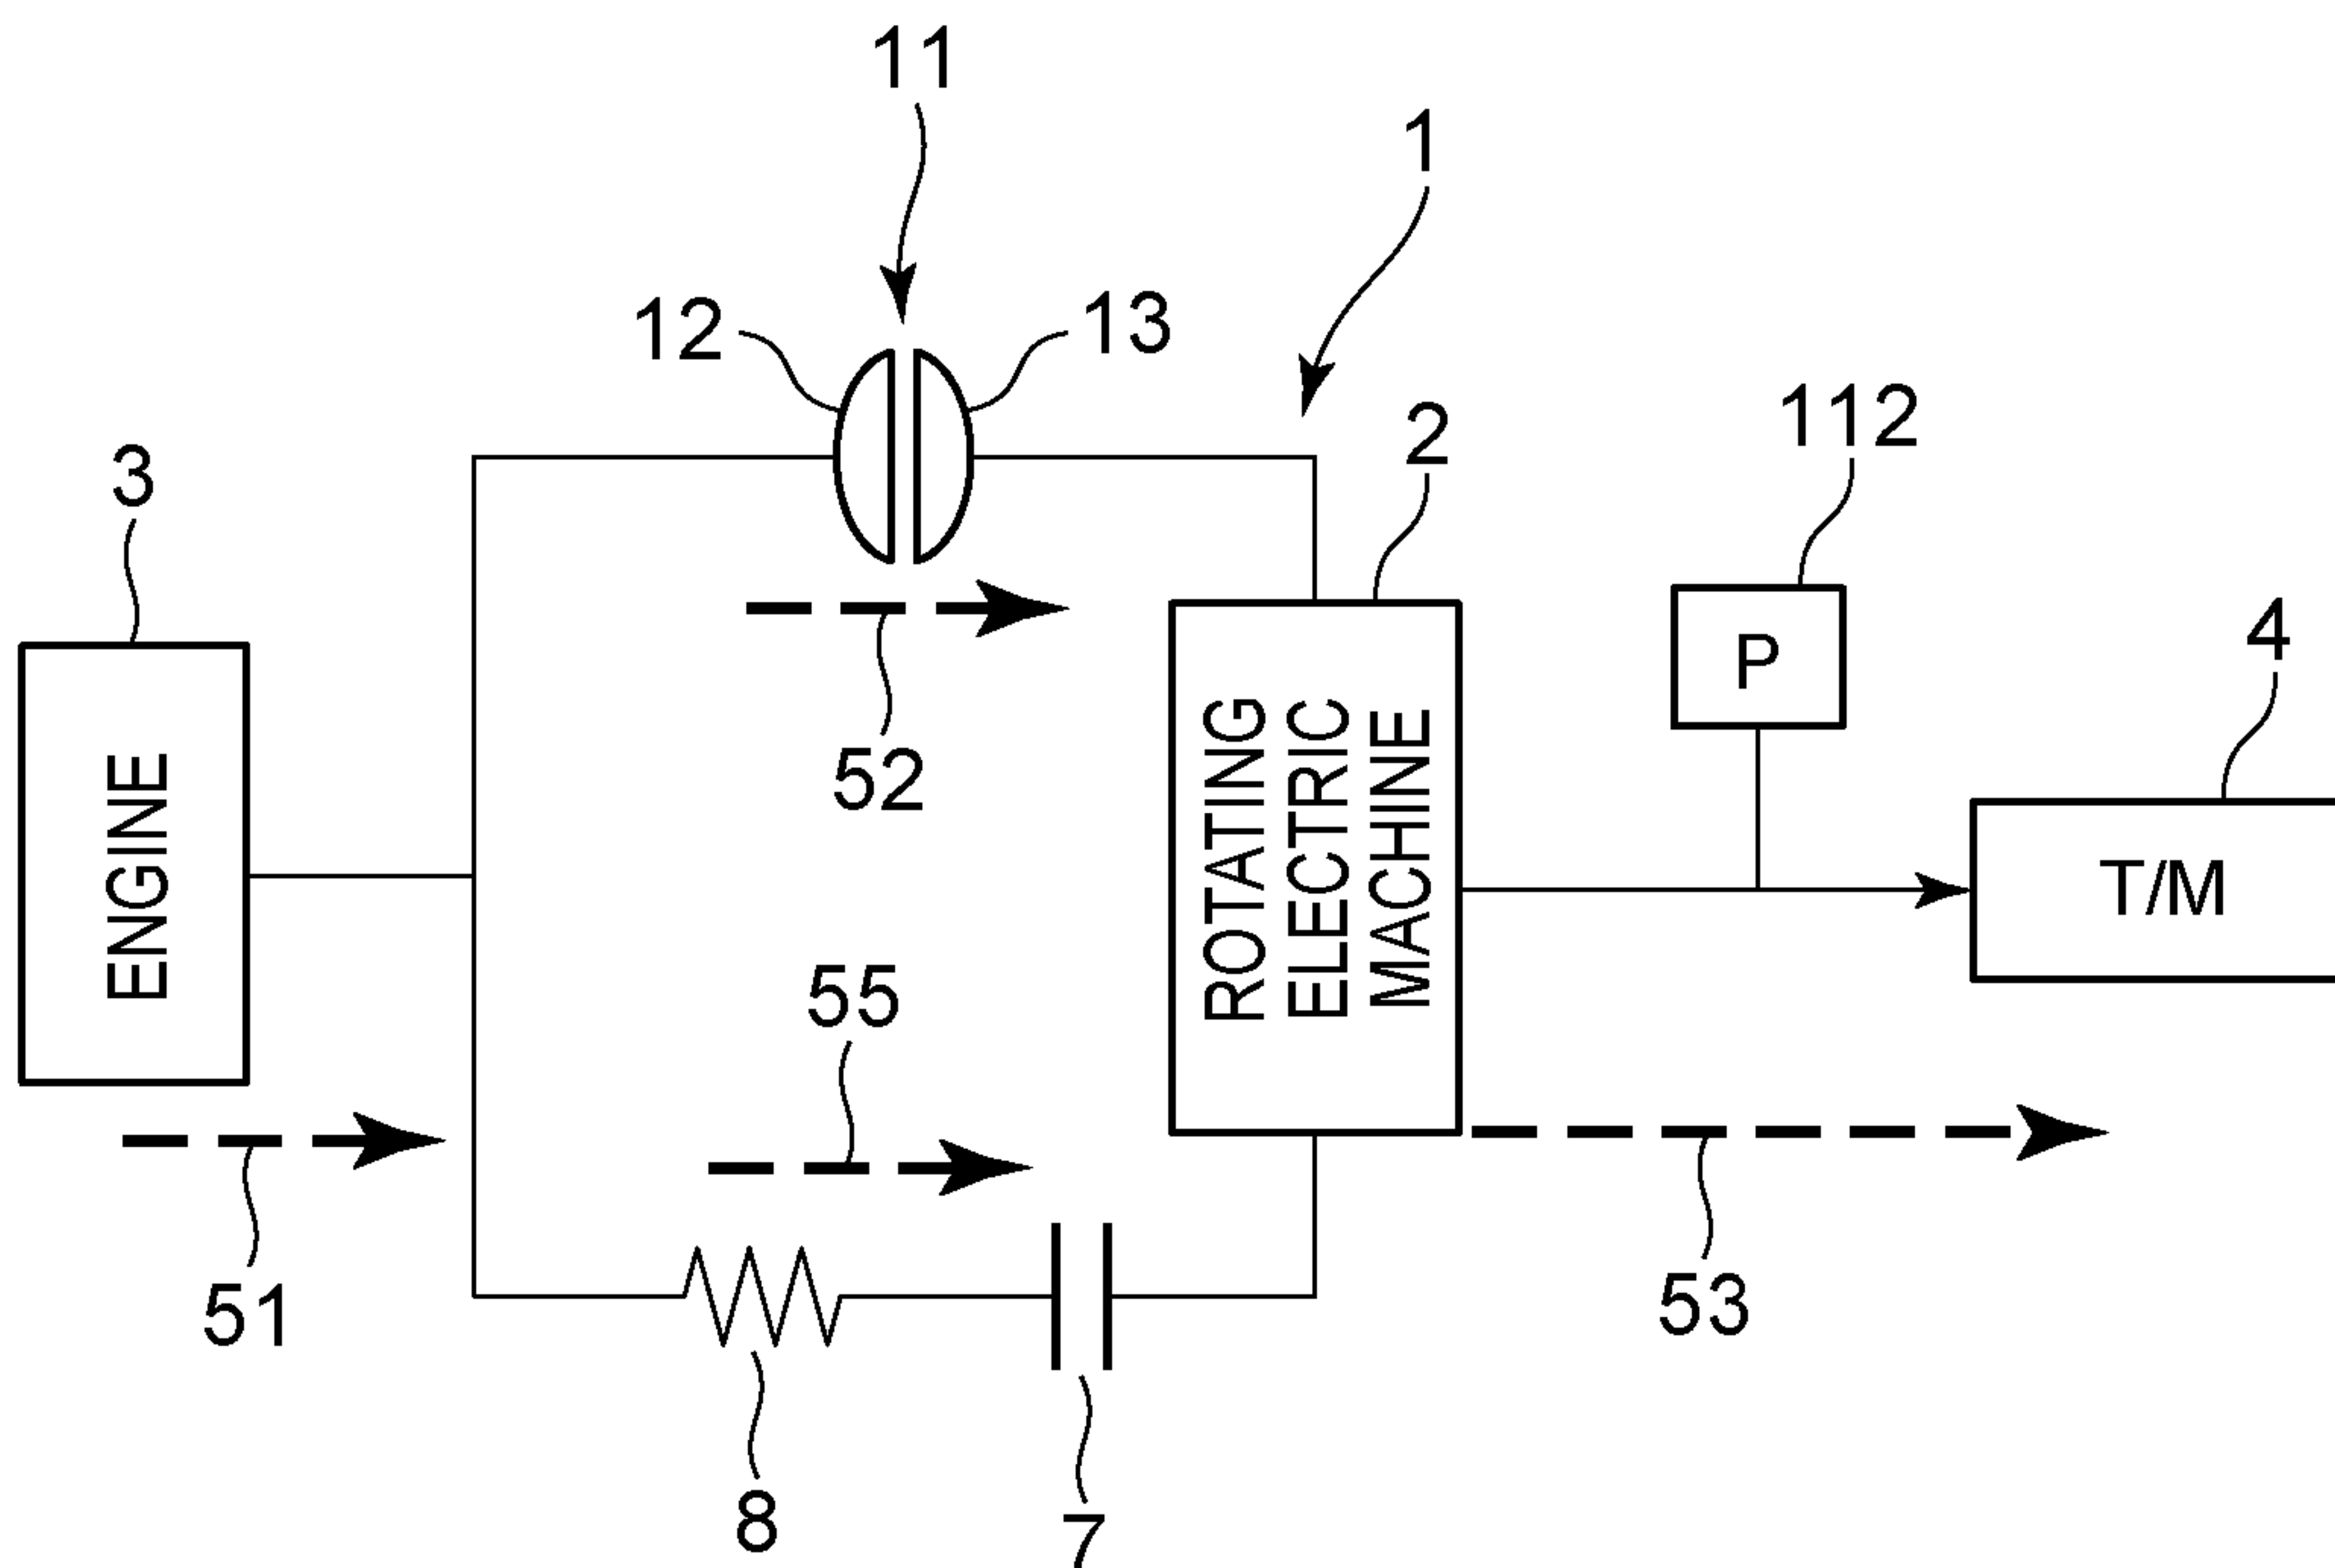 11
1
12
13
112
2
3
4
P
52
ENGINE
ROTATING
ELECTRIC
MACHINE
T/M
55
51
53
8
7